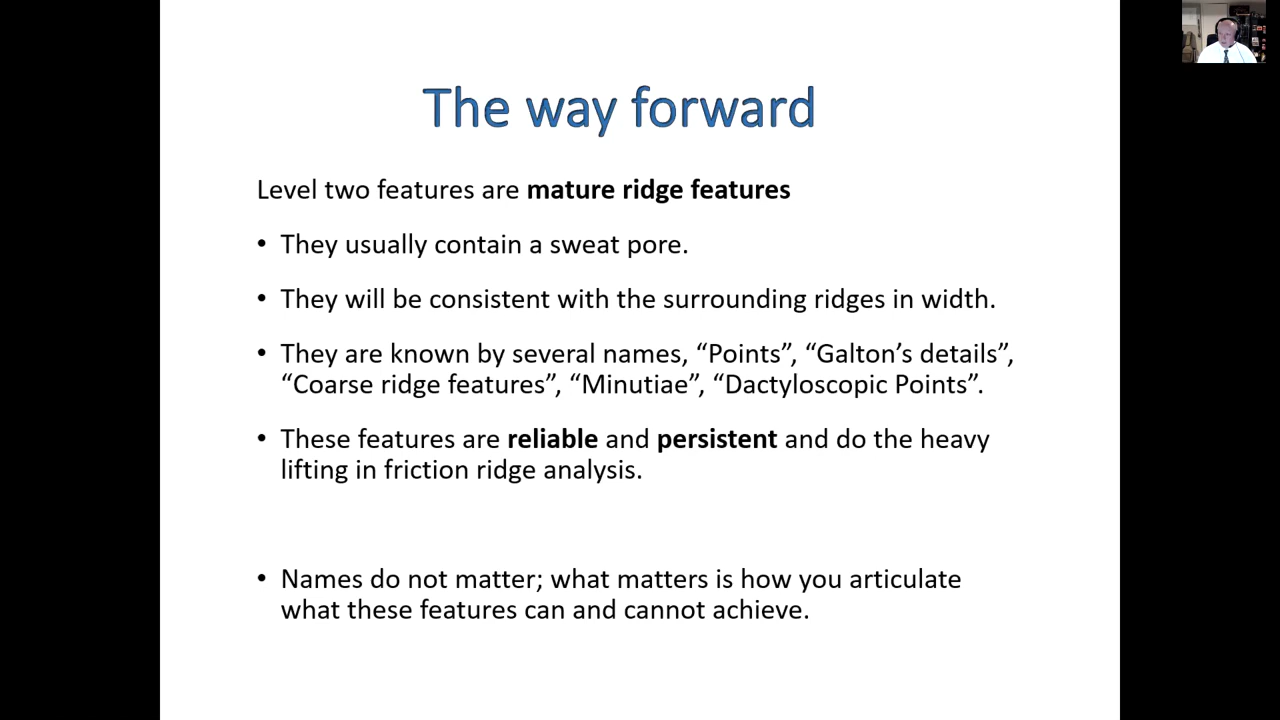 The way forward
Level two features are mature ridge features
• They usually contain a sweat pore.
• They will be consistent with the surrounding ridges in width.
• They are known by several names, “Points”, “Galton’s details”,
“Coarse ridge features”, “Minutiae”, “Dactyloscopic Points”.
• These features are reliable and persistent and do the heavy
lifting in friction ridge analysis.
• Names do not matter; what matters is how you articulate
what these features can and cannot achieve.